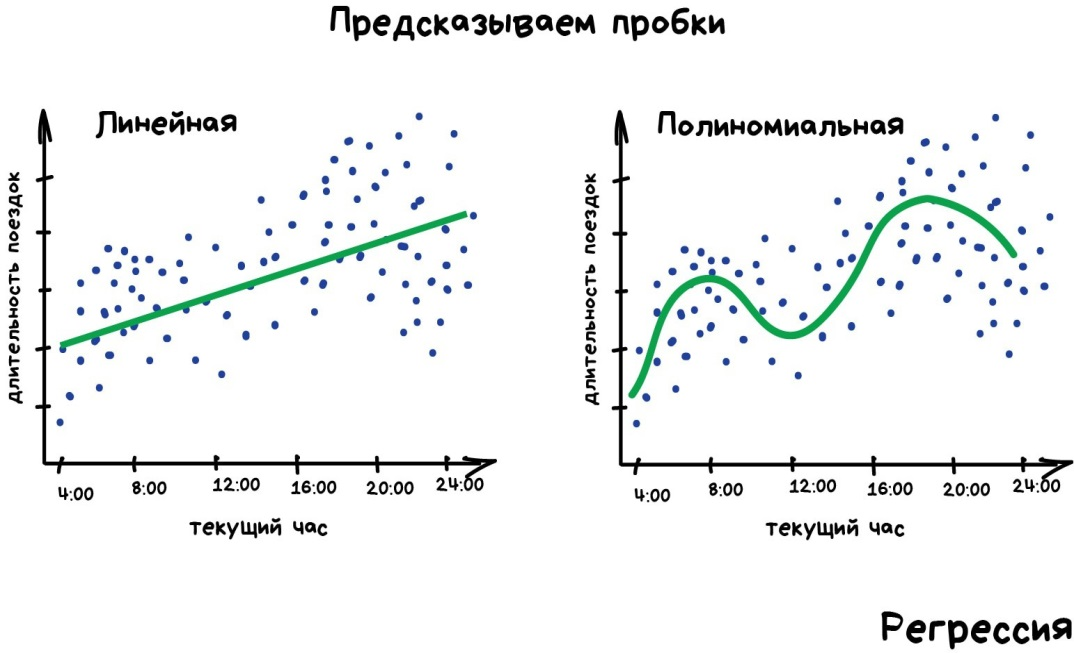 Предсказываем пробки
Линейная
длительность поездок
4:00 8:00 12:00 16:00 20:00 24:00
текущий час
Полиномиальная
длительность поездок
4:00 8:00 12:00 16:00 20:00 24:00
текущий час
Регрессия